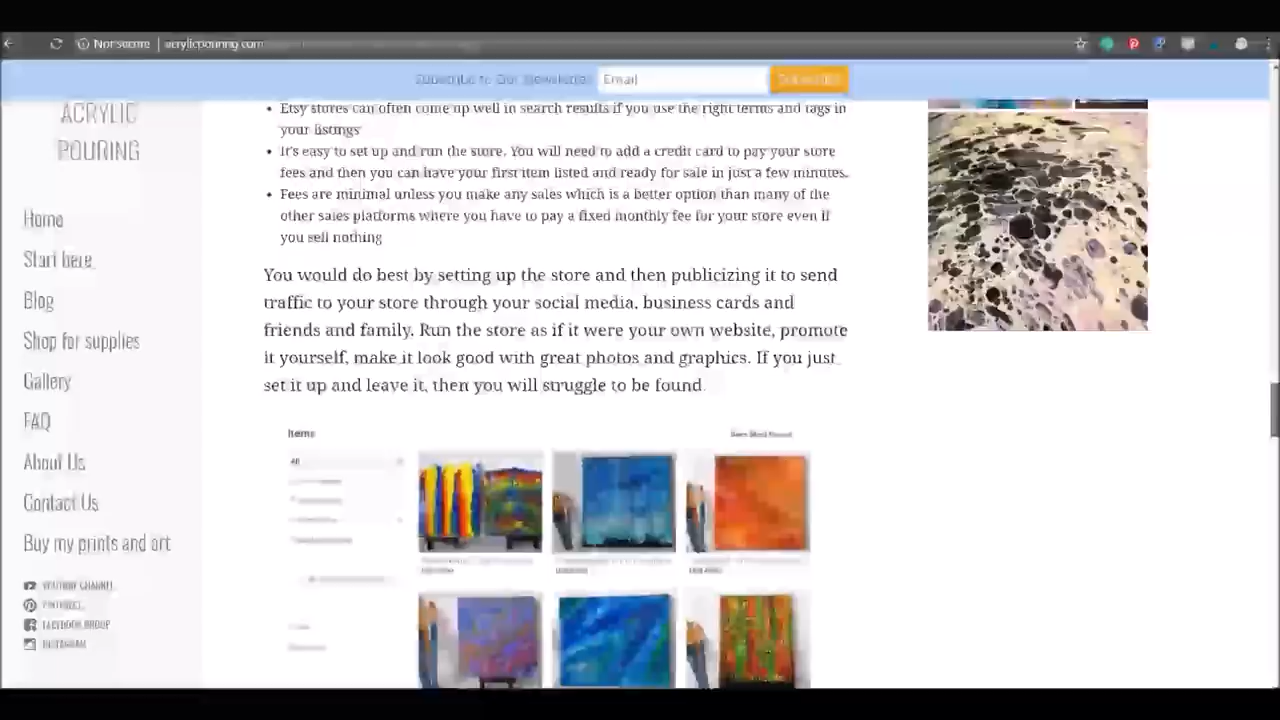 Not secure | acrylicpouring.com
Subscribe to Our Newsletter Email Subscribe
ACRYLIC
POURING
Home
Start here
Blog
Shop for supplies
Gallery
FAQ
About Us
Contact Us
Buy my prints and art
YOUTUBE CHANNEL
PINTEREST
FACEBOOK GROUP
INSTAGRAM
• Etsy stores can often come up well in search results if you use the right terms and tags in
your listings
• It's easy to set up and run the store. You will need to add a credit card to pay your store
fees and then you can have your first item listed and ready for sale in just a few minutes.
• Fees are minimal unless you make any sales which is a better option than many of the
other sales platforms where you have to pay a fixed monthly fee for your store even if
you sell nothing
You would do best by setting up the store and then publicizing it to send
traffic to your store through your social media, business cards and
friends and family. Run the store as if it were your own website, promote
it yourself, make it look good with great photos and graphics. If you just
set it up and leave it, then you will struggle to be found.
Items
All